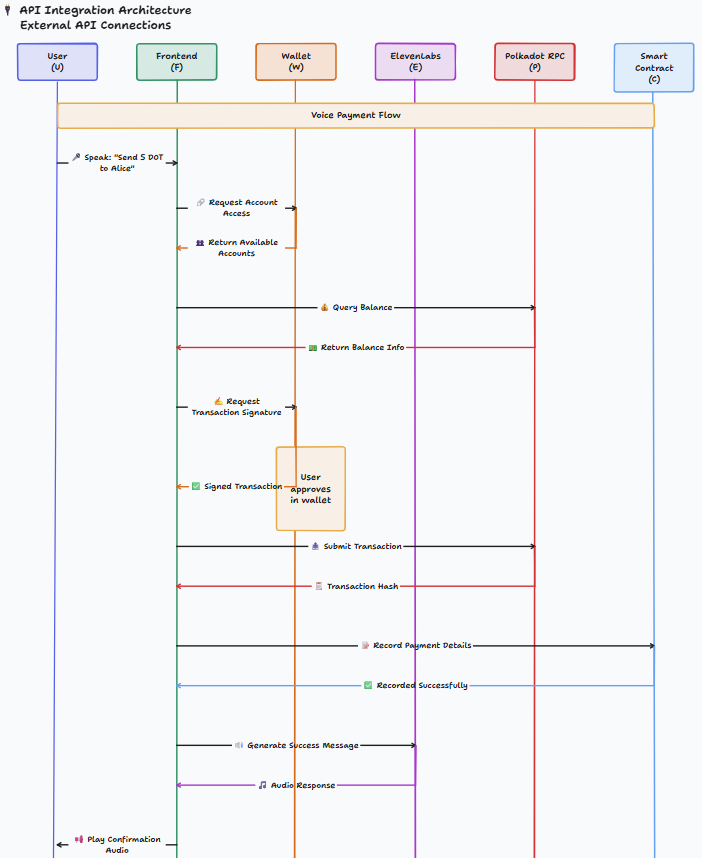 API Integration Architecture
External API Connections
User
(U)
Frontend
(F)
Wallet
(W)
ElevenLabs
(E)
Polkadot RPC
(P)
Smart
Contract
(C)
Voice Payment Flow
Speak: "Send 5 DOT
to Alice"
Request Account
Access
Return Available
Accounts
Query Balance
Return Balance Info
Request
Transaction Signature
User
approves
in wallet
Signed Transaction
Submit Transaction
Transaction Hash
Record Payment Details
Recorded Successfully
Generate Success Message
Audio Response
Play Confirmation
Audio